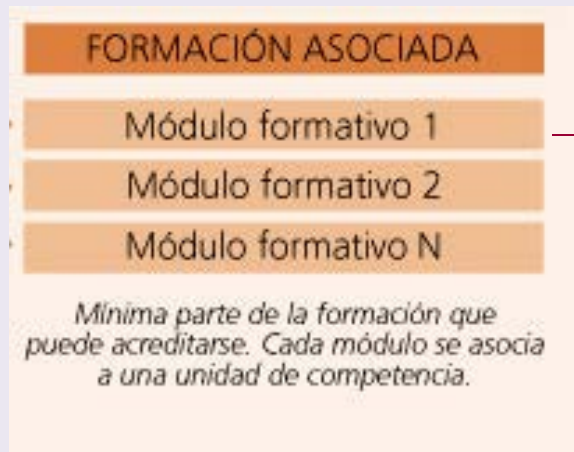 FORMACIÓN ASOCIADA
Módulo formativo 1
Módulo formativo 2
Módulo formativo N
Mínima parte de la formación que
puede acreditarse. Cada módulo se asocia
a una unidad de competencia.